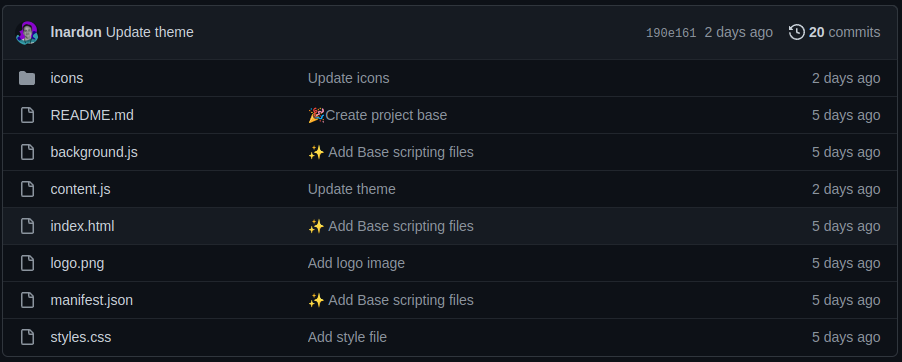 lnardon Update theme 190e161 2 days ago 20 commits
icons Update icons 2 days ago
README.md 🎉Create project base 5 days ago
background.js ✨ Add Base scripting files 5 days ago
content.js Update theme 2 days ago
index.html ✨ Add Base scripting files 5 days ago
logo.png Add logo image 5 days ago
manifest.json ✨ Add Base scripting files 5 days ago
styles.css Add style file 5 days ago